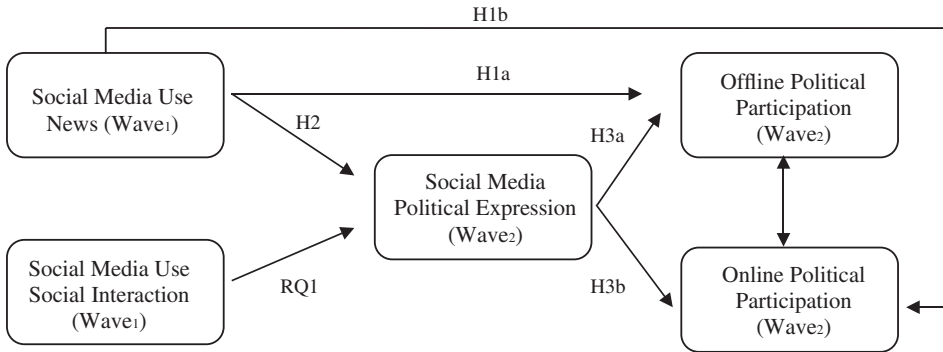 H1b
Social Media Use
News (Wave₁)
H1a
Offline Political
Participation
(Wave₂)
H2
H3a
Social Media
Political Expression
(Wave₂)
Social Media Use
Social Interaction
(Wave₁)
RQ1
H3b
Online Political
Participation
(Wave₂)